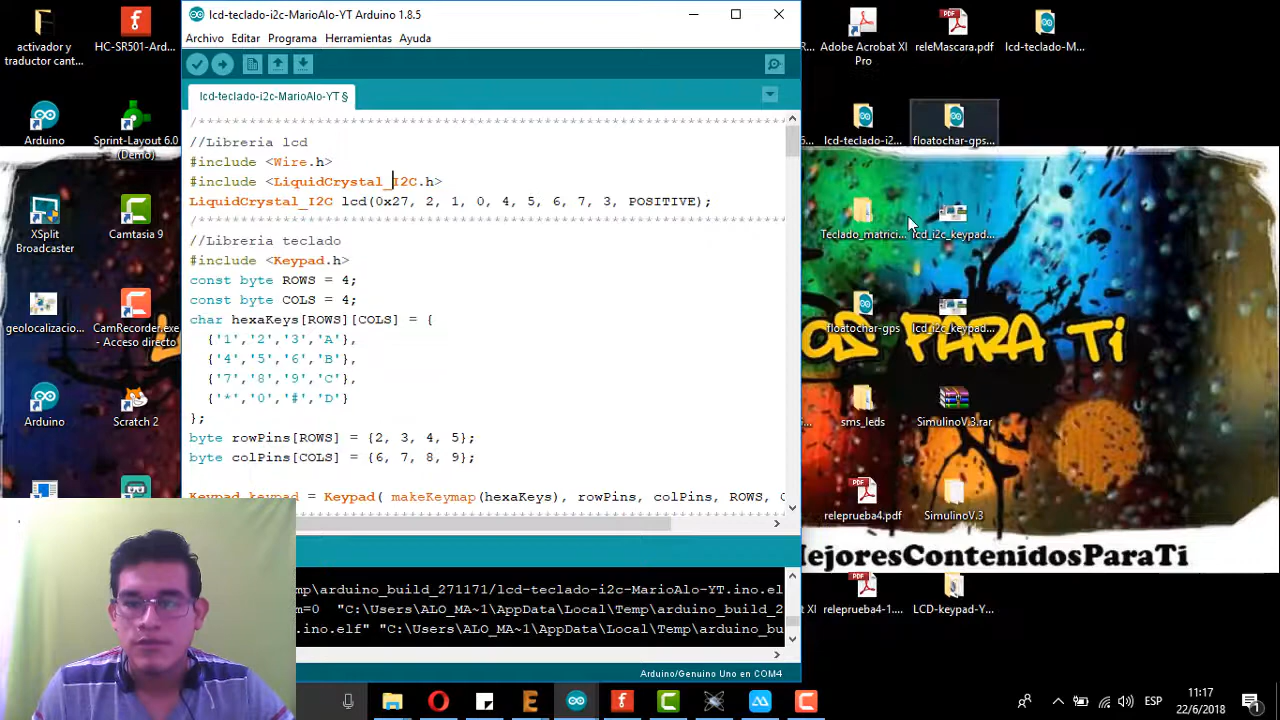 lcd-teclado-i2c-MarioAlo-YT Arduino 1.8.5
Archivo Editar Programa Herramientas Ayuda
lcd-teclado-i2c-MarioAlo-YT §
//Libreria lcd
#include <Wire.h>
#include <LiquidCrystal_I2C.h>
LiquidCrystal_I2C lcd(0x27, 2, 1, 0, 4, 5, 6, 7, 3, POSITIVE);
//Libreria teclado
#include <Keypad.h>
const byte ROWS = 4;
const byte COLS = 4;
char hexaKeys[ROWS][COLS] = {
{'1','2','3','A'},
{'4','5','6','B'},
{'7','8','9','C'},
{'*','0','#','D'}
};
byte rowPins[ROWS] = {2, 3, 4, 5};
byte colPins[COLS] = {6, 7, 8, 9};
Keypad keypad = Keypad( makeKeymap(hexaKeys), rowPins, colPins, ROWS, C
mp\arduino_build_271171/lcd-teclado-i2c-MarioAlo-YT.ino.el
m=0 "C:\Users\ALO_MA~1\AppData\Local\Temp\arduino_build_2
.ino.elf" "C:\Users\ALO_MA~1\AppData\Local\Temp\arduino_bu
Arduino/Genuino Uno en COM4
activador y
traductor cant...
HC-SR501-Ard...
Arduino
Sprint-Layout 6.0
(Demo)
XSplit
Broadcaster
Camtasia 9
geolocalizacio...
CamRecorder.exe
- Acceso directo
Arduino
Scratch 2
Adobe Acrobat XI
Pro
releMascara.pdf
lcd-teclado-M...
lcd-teclado-i2...
floatochar-gps...
Teclado_matrici...
lcd_i2c_keypad...
floatochar-gps
lcd_i2c_keypad...
sms_leds
SimulinoV.3.rar
releprueba4.pdf
SimulinoV.3
releprueba4-1....
LCD-keypad-Y...
OS PARA TI
MejoresContenidosParaTi
ESP
11:17
22/6/2018